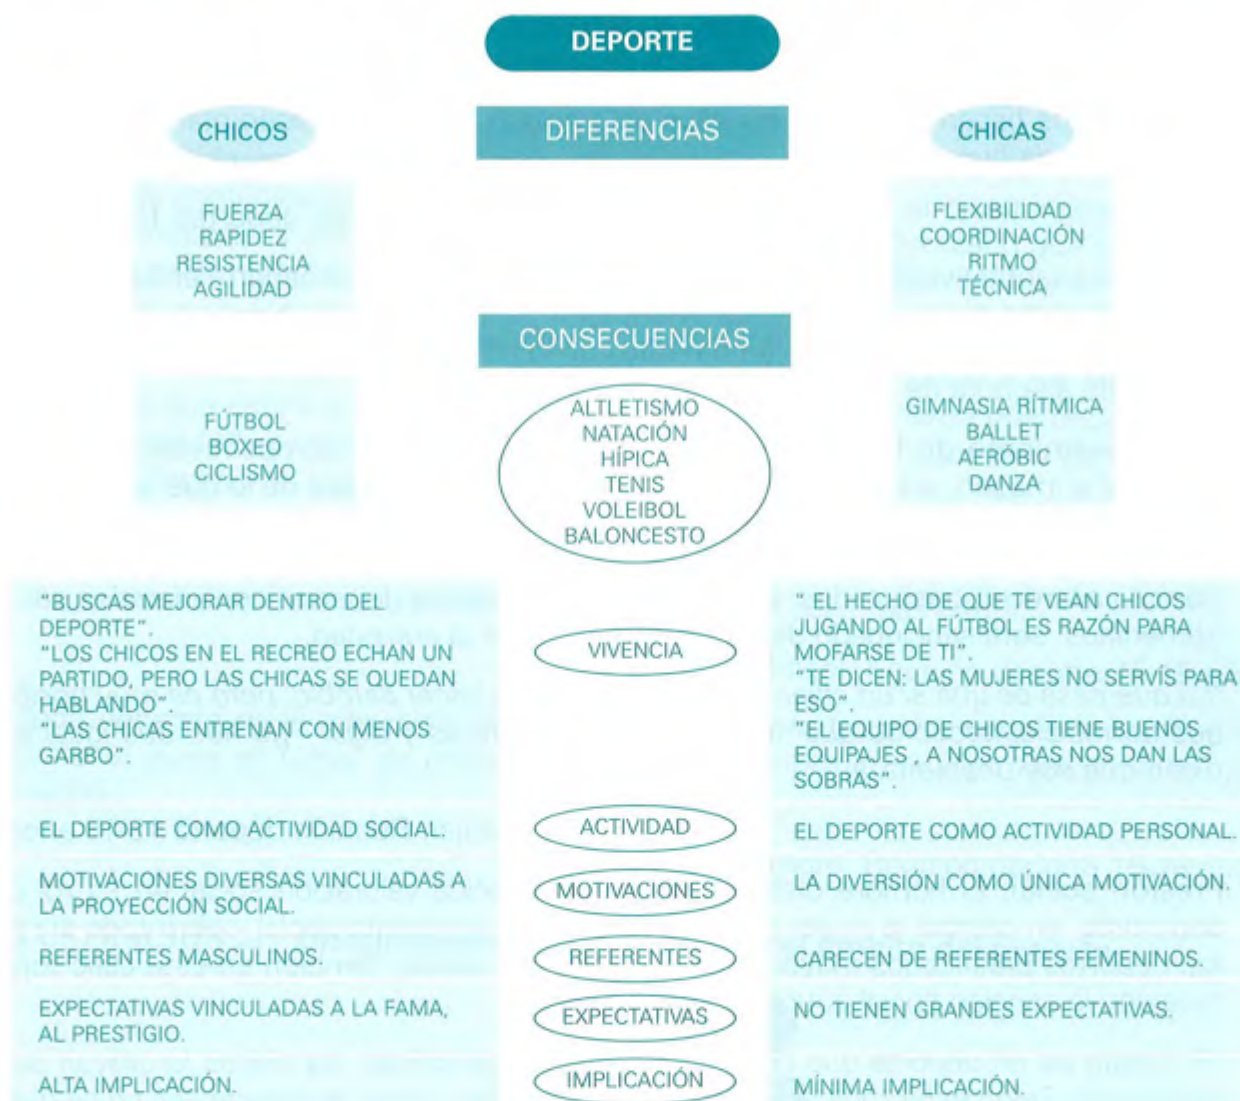 DEPORTE
CHICOS
DIFERENCIAS
CHICAS
FUERZA
RAPIDEZ
RESISTENCIA
AGILIDAD
FLEXIBILIDAD
COORDINACIÓN
RITMO
TÉCNICA
CONSECUENCIAS
FÚTBOL
BOXEO
CICLISMO
ALTLETISMO
NATACIÓN
HÍPICA
TENIS
VOLEIBOL
BALONCESTO
GIMNASIA RÍTMICA
BALLET
AERÓBIC
DANZA
"BUSCAS MEJORAR DENTRO DEL
DEPORTE".
"LOS CHICOS EN EL RECREO ECHAN UN
PARTIDO, PERO LAS CHICAS SE QUEDAN
HABLANDO".
"LAS CHICAS ENTRENAN CON MENOS
GARBO".
VIVENCIA
" EL HECHO DE QUE TE VEAN CHICOS
JUGANDO AL FÚTBOL ES RAZÓN PARA
MOFARSE DE TI".
"TE DICEN: LAS MUJERES NO SERVÍS PARA
ESO".
"EL EQUIPO DE CHICOS TIENE BUENOS
EQUIPAJES , A NOSOTRAS NOS DAN LAS
SOBRAS".
EL DEPORTE COMO ACTIVIDAD SOCIAL.
ACTIVIDAD
EL DEPORTE COMO ACTIVIDAD PERSONAL.
MOTIVACIONES DIVERSAS VINCULADAS A
LA PROYECCIÓN SOCIAL.
MOTIVACIONES
LA DIVERSIÓN COMO ÚNICA MOTIVACIÓN.
REFERENTES MASCULINOS.
REFERENTES
CARECEN DE REFERENTES FEMENINOS.
EXPECTATIVAS VINCULADAS A LA FAMA,
AL PRESTIGIO.
EXPECTATIVAS
NO TIENEN GRANDES EXPECTATIVAS.
ALTA IMPLICACIÓN.
IMPLICACIÓN
MÍNIMA IMPLICACIÓN.